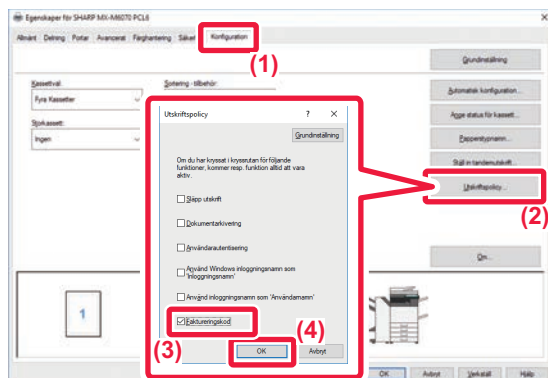 Egenskaper för SHARP MX-M6070 PCL6
Allmänt Delning Portar Avancerat Färghantering Säkerhet Konfiguration
(1)
Grundinställning
Kassettval:
Fyra Kassetter
Sortering - tillbehör:
Automatisk konfiguration...
Storkassett:
Ingen
Ange status för kassett...
Papperstypnamn...
Ställ in tandemutskrift...
Utskriftspolicy...
(2)
Om...
Utskriftspolicy ? X
Grundinställning
Om du har kryssat i kryssrutan för följande
funktioner, kommer resp. funktion alltid att vara
aktiv.
Släpp utskrift
Dokumentarkivering
Användarautentisering
Använd Windows inloggningsnamn som
'Inloggningsnamn'
Använd inloggningsnamn som 'Användarnamn'
Faktureringskod
(3)
(4)
OK Avbryt
1
OK Avbryt Verkställ Hjälp